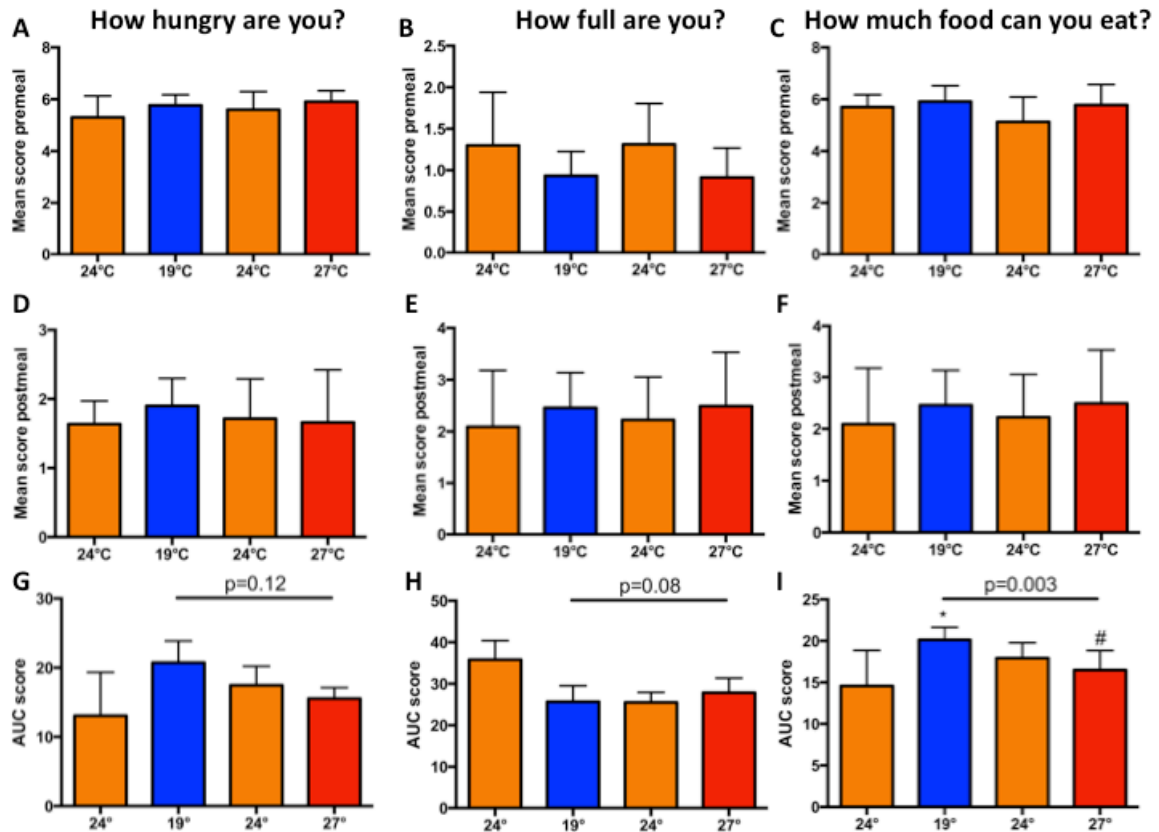 How hungry are you?
How full are you?
How much food can you eat?
A
Mean score premeal
8
6
4
2
0
24°C 19°C 24°C 27°C
B
Mean score premeal
2.5
2.0
1.5
1.0
0.5
0.0
24°C 19°C 24°C 27°C
C
Mean score premeal
8
6
4
2
0
24°C 19°C 24°C 27°C
D
Mean score postmeal
3
2
1
0
24°C 19°C 24°C 27°C
E
Mean score postmeal
4
3
2
1
0
24°C 19°C 24°C 27°C
F
Mean score postmeal
4
3
2
1
0
24°C 19°C 24°C 27°C
G
p=0.12
AUC score
30
20
10
0
24° 19° 24° 27°
H
p=0.08
AUC score
50
40
30
20
10
0
24° 19° 24° 27°
I
p=0.003
* #
AUC score
25
20
15
10
5
0
24° 19° 24° 27°